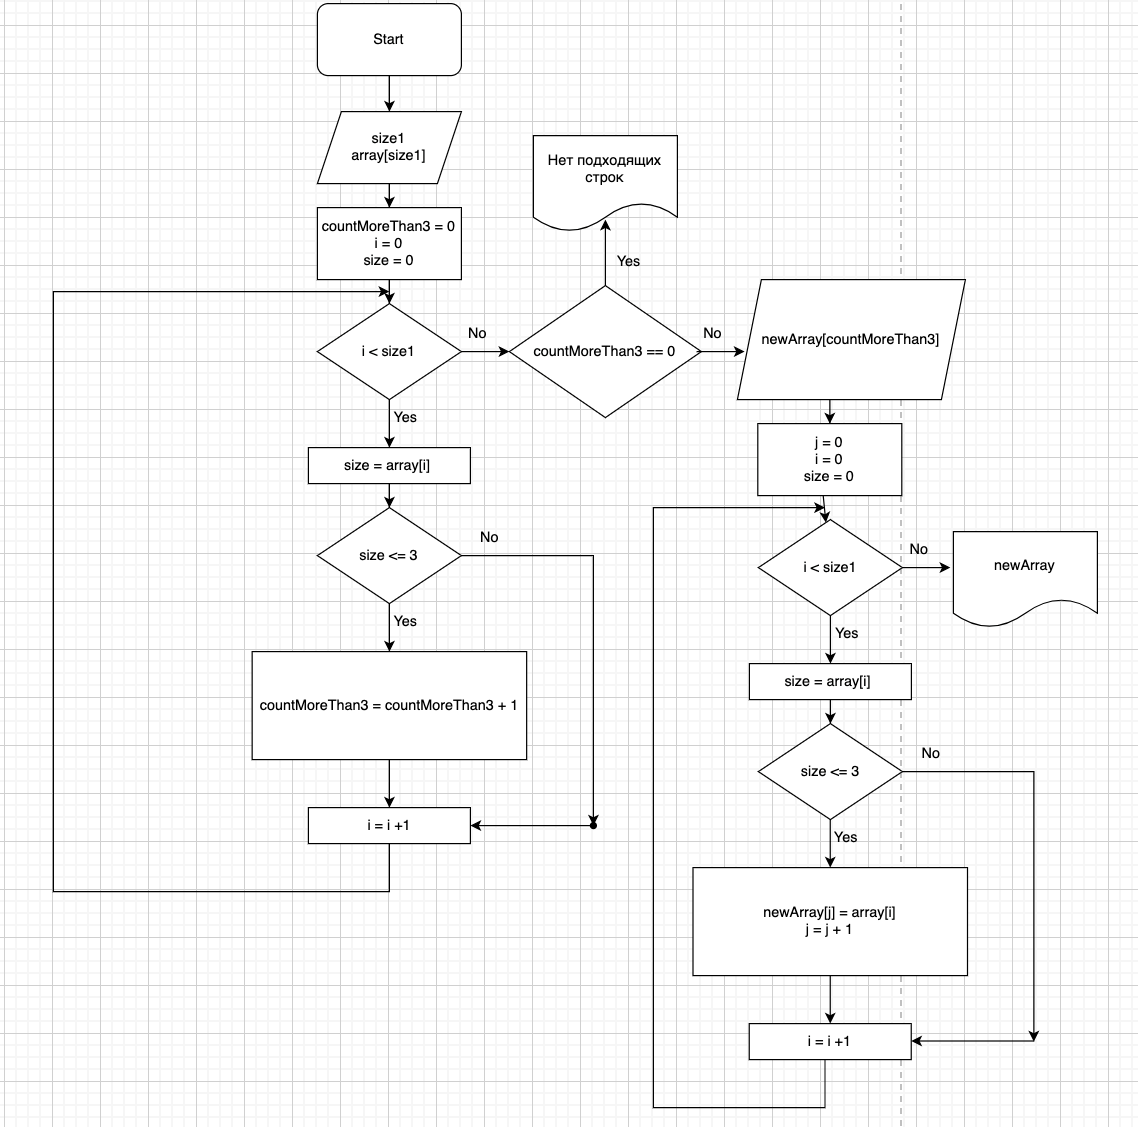 Start
size1
array[size1]
countMoreThan3 = 0
i = 0
size = 0
i < size1
No
Yes
size = array[i]
size <= 3
No
Yes
countMoreThan3 = countMoreThan3 + 1
i = i +1
Нет подходящих
строк
Yes
countMoreThan3 == 0
No
newArray[countMoreThan3]
j = 0
i = 0
size = 0
i < size1
No
newArray
Yes
size = array[i]
size <= 3
No
Yes
newArray[j] = array[i]
j = j + 1
i = i +1